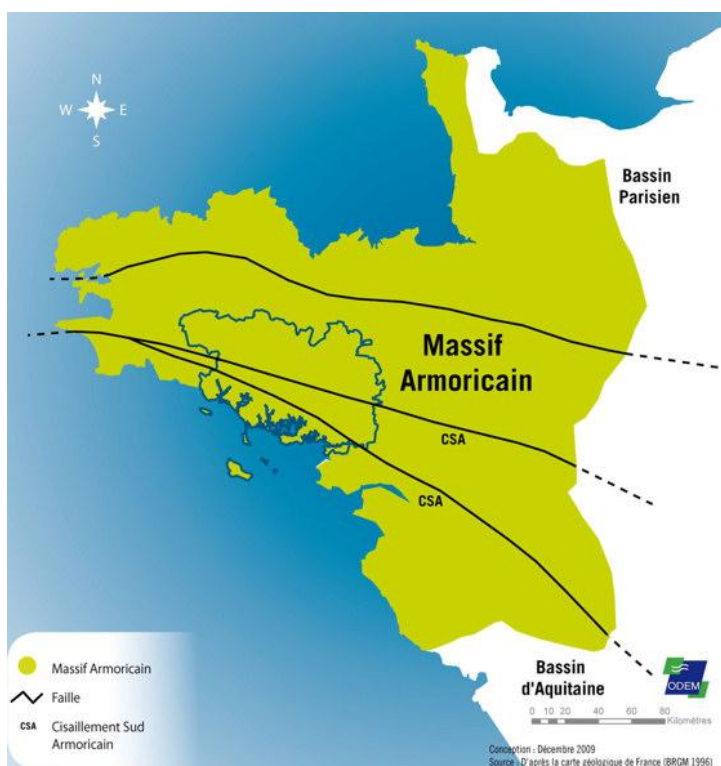 N
W E
S
Bassin
Parisien
Massif
Armoricain
CSA
CSA
Massif Armoricain
Faille
CSA Cisaillement Sud
Armoricain
Bassin
d'Aquitaine
ODEM
0 10 20 40 60 80
Kilomètres
Conception : Décembre 2009
Source : D'après la carte géologique de France (BRGM 1996)